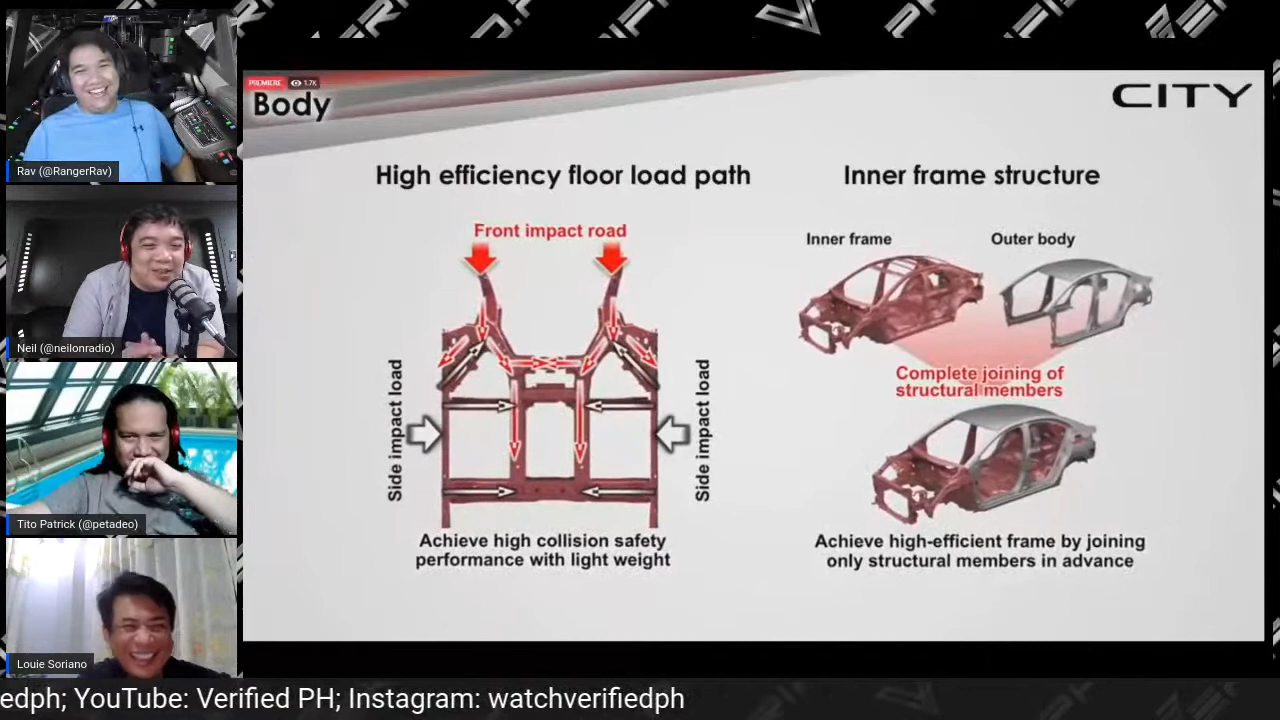 Rav (@RangerRav)
Neil (@neilonradio)
Tito Patrick (@petadeo)
Louie Soriano
PREMIERE 1.7K
Body
CITY
High efficiency floor load path
Front impact road
Side impact load
Side impact load
Achieve high collision safety
performance with light weight
Inner frame structure
Inner frame
Outer body
Complete joining of
structural members
Achieve high-efficient frame by joining
only structural members in advance
edph; YouTube: Verified PH; Instagram: watchverifiedph